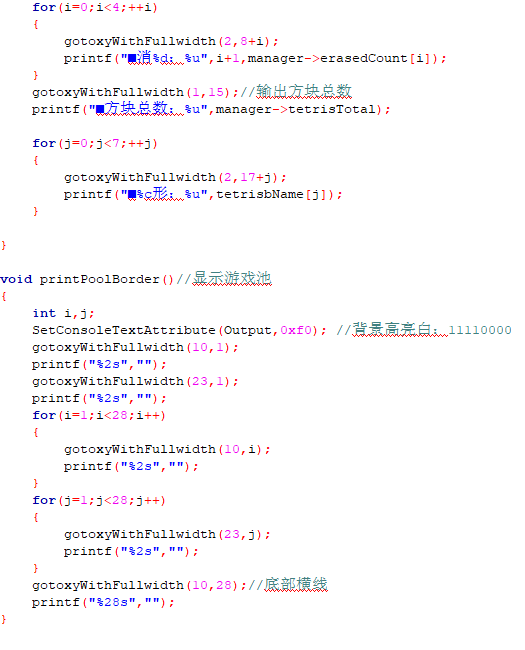 for(i=0;i<4;++i)
{
gotoxyWithFullwidth(2,8+i);
printf("■消%d：%u",i+1,manager->erasedCount[i]);
}
gotoxyWithFullwidth(1,15);//输出方块总数
printf("■方块总数：%u",manager->tetrisTotal);
for(j=0;j<7;++j)
{
gotoxyWithFullwidth(2,17+j);
printf("■%c形：%u",tetrisbName[j]);
}
}
void printPoolBorder()//显示游戏池
{
int i,j;
SetConsoleTextAttribute(Output,0xf0); //背景高亮白：11110000
gotoxyWithFullwidth(10,1);
printf("%2s","");
gotoxyWithFullwidth(23,1);
printf("%2s","");
for(i=1;i<28;i++)
{
gotoxyWithFullwidth(10,i);
printf("%2s","");
}
for(j=1;j<28;j++)
{
gotoxyWithFullwidth(23,j);
printf("%2s","");
}
gotoxyWithFullwidth(10,28);//底部横线
printf("%28s","");
}